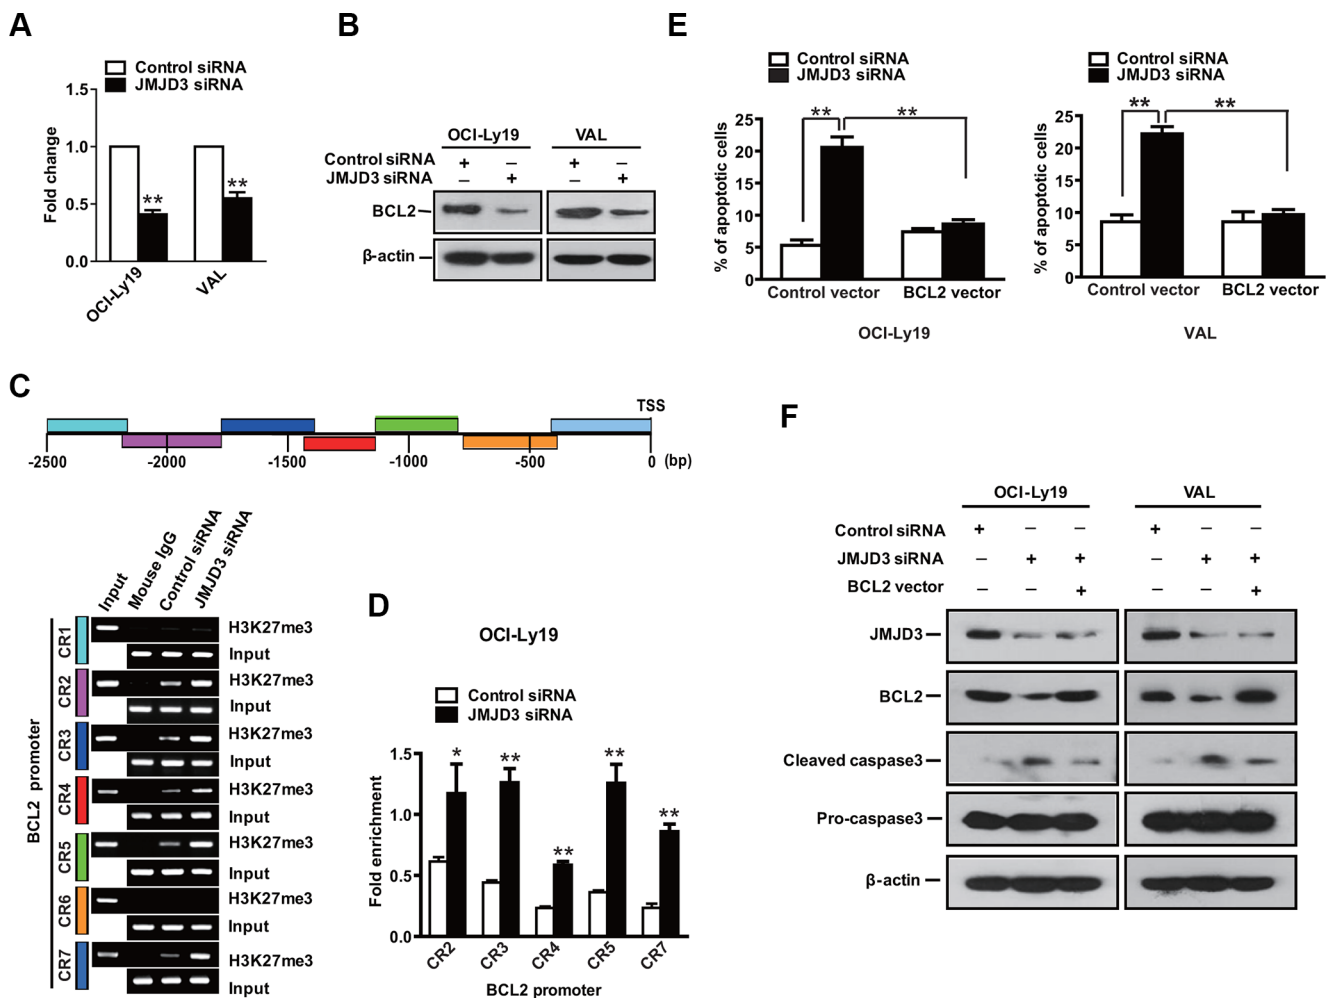 A
Control siRNA
JMJD3 siRNA
1.5
1.0
0.5
0.0
Fold change
**
**
OCI-Ly19
VAL
B
OCI-Ly19
VAL
Control siRNA + – + –
JMJD3 siRNA – + – +
BCL2
β-actin
E
Control siRNA
JMJD3 siRNA
25
20
15
10
5
0
% of apoptotic cells
**
**
Control vector
BCL2 vector
OCI-Ly19
Control siRNA
JMJD3 siRNA
25
20
15
10
5
0
% of apoptotic cells
**
**
Control vector
BCL2 vector
VAL
C
TSS
-2500 -2000 -1500 -1000 -500 0 (bp)
Input
Mouse IgG
Control siRNA
JMJD3 siRNA
BCL2 promoter
CR1
H3K27me3
Input
CR2
H3K27me3
Input
CR3
H3K27me3
Input
CR4
H3K27me3
Input
CR5
H3K27me3
Input
CR6
H3K27me3
Input
CR7
H3K27me3
Input
D
OCI-Ly19
Control siRNA
JMJD3 siRNA
1.5
1.0
0.5
0.0
Fold enrichment
*
**
**
**
**
CR2
CR3
CR4
CR5
CR7
BCL2 promoter
F
OCI-Ly19
VAL
Control siRNA + – – + – –
JMJD3 siRNA – + + – + +
BCL2 vector – – + – – +
JMJD3
BCL2
Cleaved caspase3
Pro-caspase3
β-actin